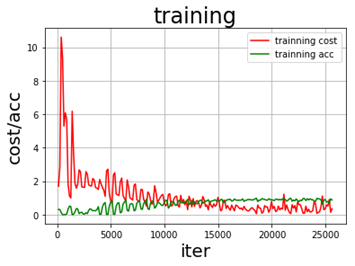 training
trainning cost
trainning acc
cost/acc
10
8
6
4
2
0
0 5000 10000 15000 20000 25000
iter